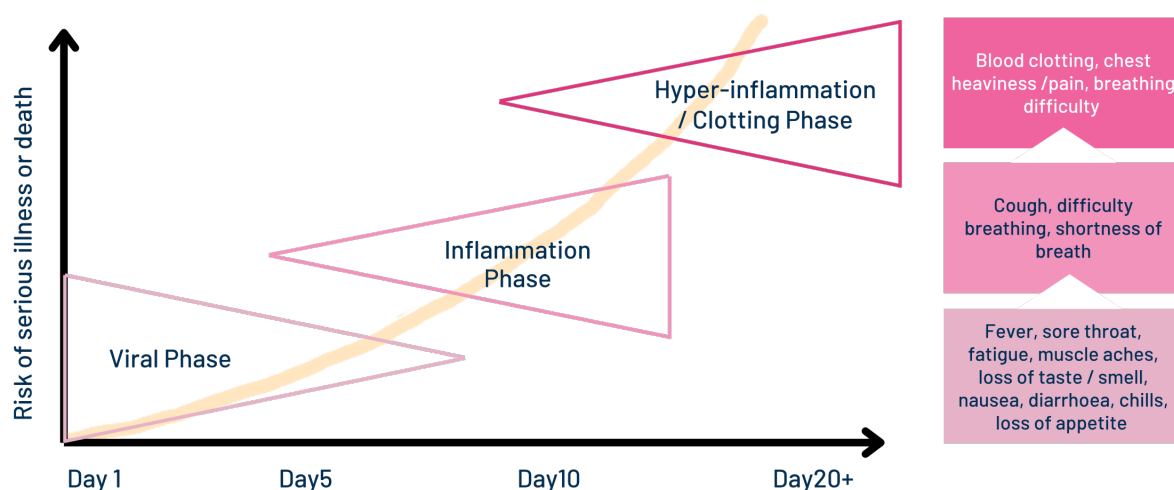 Risk of serious illness or death
Viral Phase
Inflammation
Phase
Hyper-inflammation
/ Clotting Phase
Day 1
Day5
Day10
Day20+
Blood clotting, chest
heaviness /pain, breathing
difficulty
Cough, difficulty
breathing, shortness of
breath
Fever, sore throat,
fatigue, muscle aches,
loss of taste / smell,
nausea, diarrhoea, chills,
loss of appetite